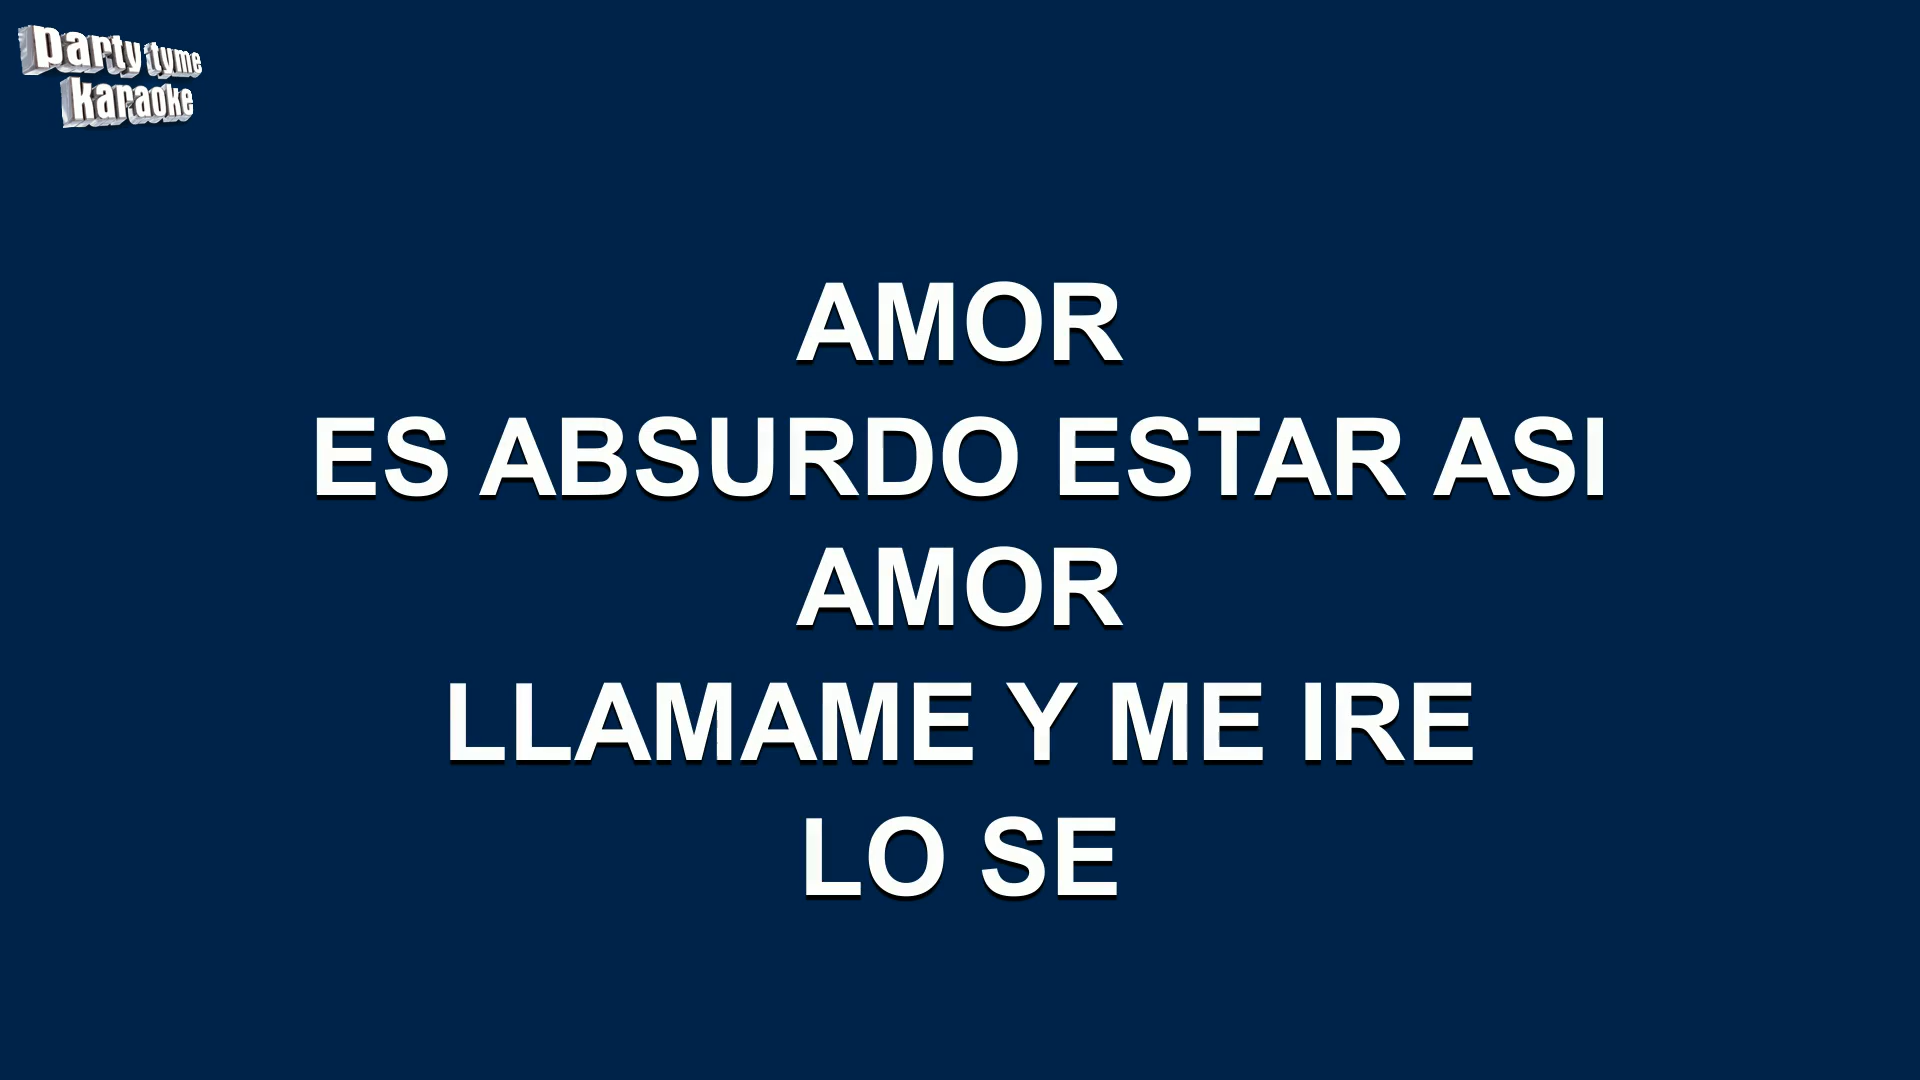 party tyme
karaoke
AMOR
ES ABSURDO ESTAR ASI
AMOR
LLAMAME Y ME IRE
LO SE